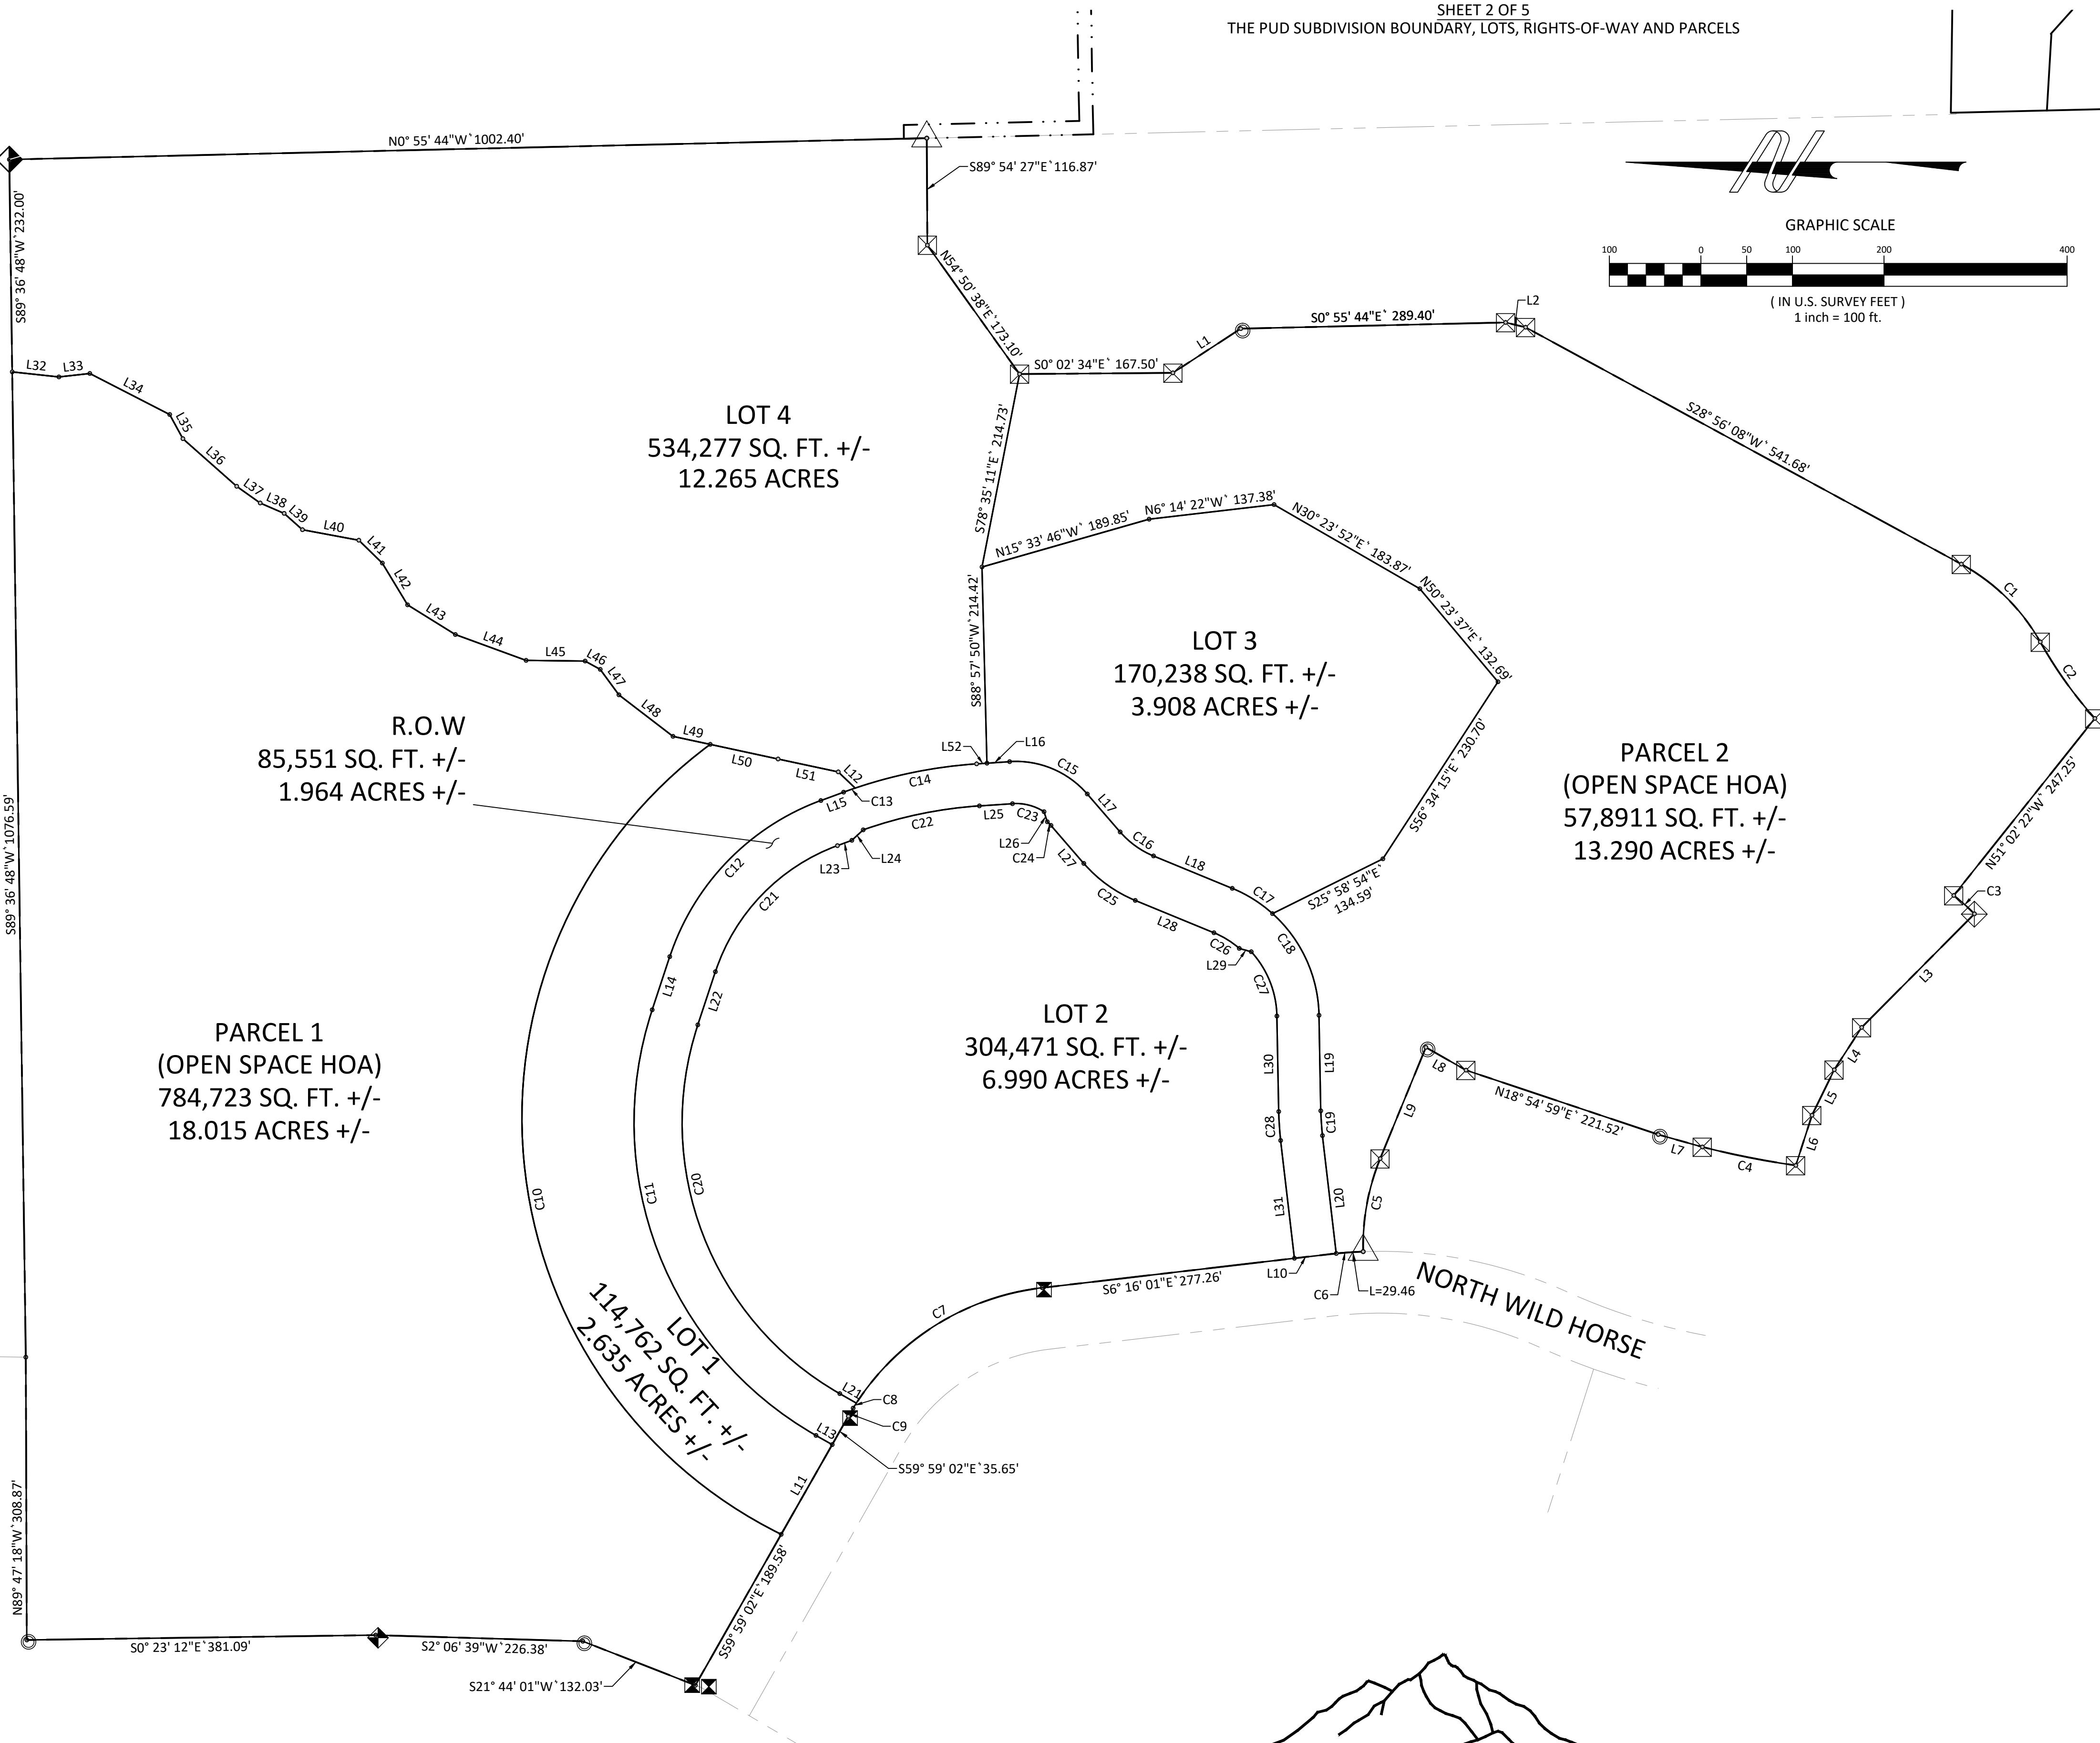 SHEET 2 OF 5
THE PUD SUBDIVISION BOUNDARY, LOTS, RIGHTS-OF-WAY AND PARCELS
N0° 55' 44"W`1002.40'
S89° 54' 27"E`116.87'
S89° 36' 48"W`232.00'
N54° 50' 38"E`173.10'
GRAPHIC SCALE
100 0 50 100 200 400
( IN U.S. SURVEY FEET )
1 inch = 100 ft.
L2
S0° 55' 44"E` 289.40'
L1
S0° 02' 34"E` 167.50'
L32
L33
L34
L35
L36
L37
L38
L39
L40
L41
L42
L43
L44
L45
L46
L47
L48
L49
L50
L51
L12
LOT 4
534,277 SQ. FT. +/-
12.265 ACRES
S78° 35' 11"E` 214.73'
S28° 56' 08"W` 541.68'
N15° 33' 46"W` 189.85'
N6° 14' 22"W` 137.38'
N30° 23' 52"E` 183.87'
N50° 23' 37"E` 132.69'
S88° 57' 50"W`214.42'
C1
C2
LOT 3
170,238 SQ. FT. +/-
3.908 ACRES +/-
S56° 34' 15"E` 230.70'
S25° 58' 54"E`
134.59'
R.O.W
85,551 SQ. FT. +/-
1.964 ACRES +/-
PARCEL 2
(OPEN SPACE HOA)
57,8911 SQ. FT. +/-
13.290 ACRES +/-
N51° 02' 22"W` 247.25'
C3
L3
L4
L5
L6
C4
L7
N18° 54' 59"E` 221.52'
L8
L9
C5
L52
L16
C14
C13
L15
C15
L17
C16
L18
C17
C18
C22
L25
C23
L26
C24
L27
C25
L28
C26
L29
C27
L23
L24
C12
C21
L14
L22
L30
L19
C28
C19
L31
L20
S89° 36' 48"W`1076.59'
PARCEL 1
(OPEN SPACE HOA)
784,723 SQ. FT. +/-
18.015 ACRES +/-
LOT 2
304,471 SQ. FT. +/-
6.990 ACRES +/-
C10
C11
C20
L10
C6
L=29.46
S6° 16' 01"E`277.26'
C7
NORTH WILD HORSE
LOT 1
114,762 SQ. FT. +/-
2.635 ACRES +/-
L21
C8
C9
L13
S59° 59' 02"E`35.65'
L11
N89° 47' 18"W`308.87'
S59° 59' 02"E`189.58'
S0° 23' 12"E`381.09'
S2° 06' 39"W`226.38'
S21° 44' 01"W`132.03'